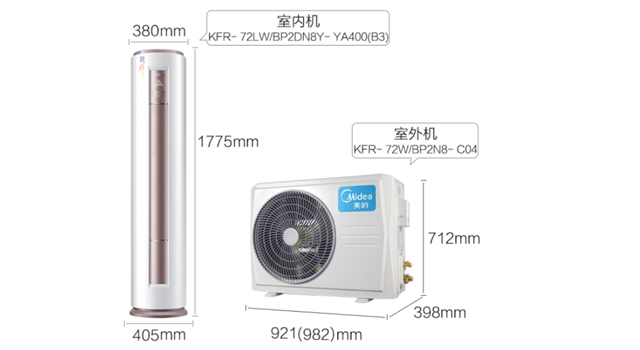 380mm
室内机
KFR- 72LW/BP2DN8Y- YA400(B3)
1775mm
室外机
KFR- 72W/BP2N8- C04
Midea
美的
712mm
398mm
405mm
921(982)mm